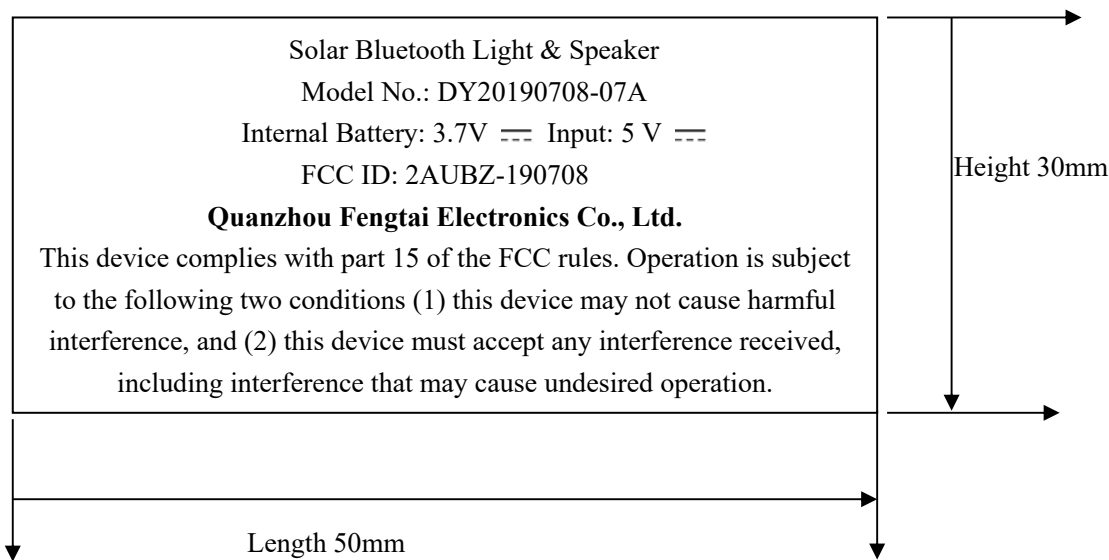 Solar Bluetooth Light & Speaker
Model No.: DY20190708-07A
Internal Battery: 3.7V ⎓ Input: 5 V ⎓
FCC ID: 2AUBZ-190708
Quanzhou Fengtai Electronics Co., Ltd.
This device complies with part 15 of the FCC rules. Operation is subject
to the following two conditions (1) this device may not cause harmful
interference, and (2) this device must accept any interference received,
including interference that may cause undesired operation.
Height 30mm
Length 50mm